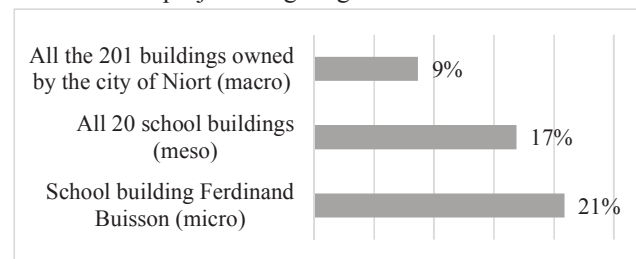 All the 201 buildings owned
by the city of Niort (macro)
9%
All 20 school buildings
(meso)
17%
School building Ferdinand
Buisson (micro)
21%